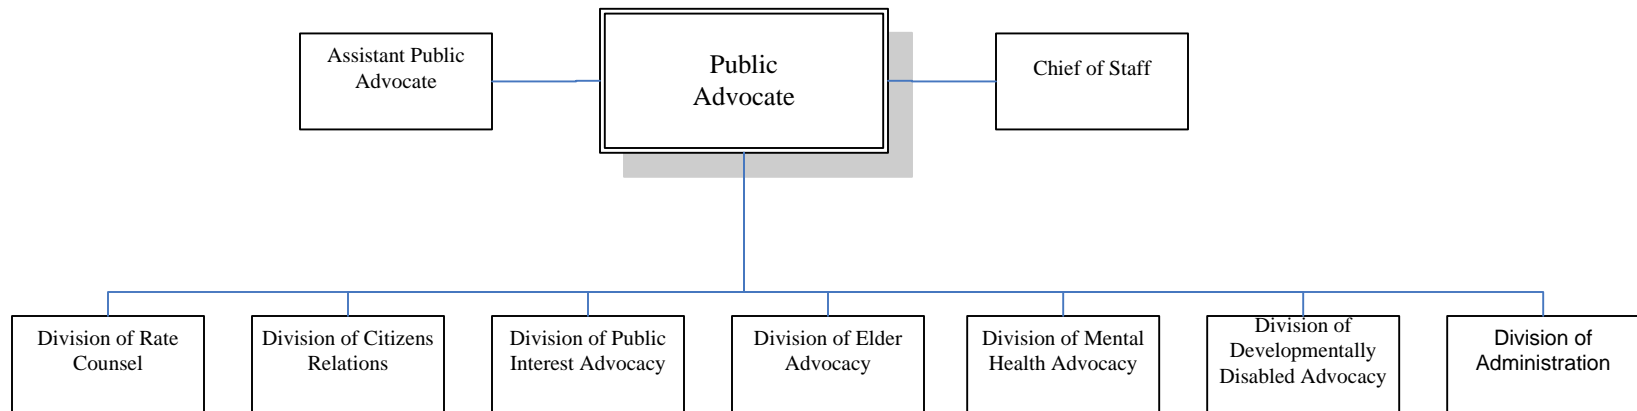 Assistant Public
Advocate
Public
Advocate
Chief of Staff
Division of Rate
Counsel
Division of Citizens
Relations
Division of Public
Interest Advocacy
Division of Elder
Advocacy
Division of Mental
Health Advocacy
Division of
Developmentally
Disabled Advocacy
Division of
Administration